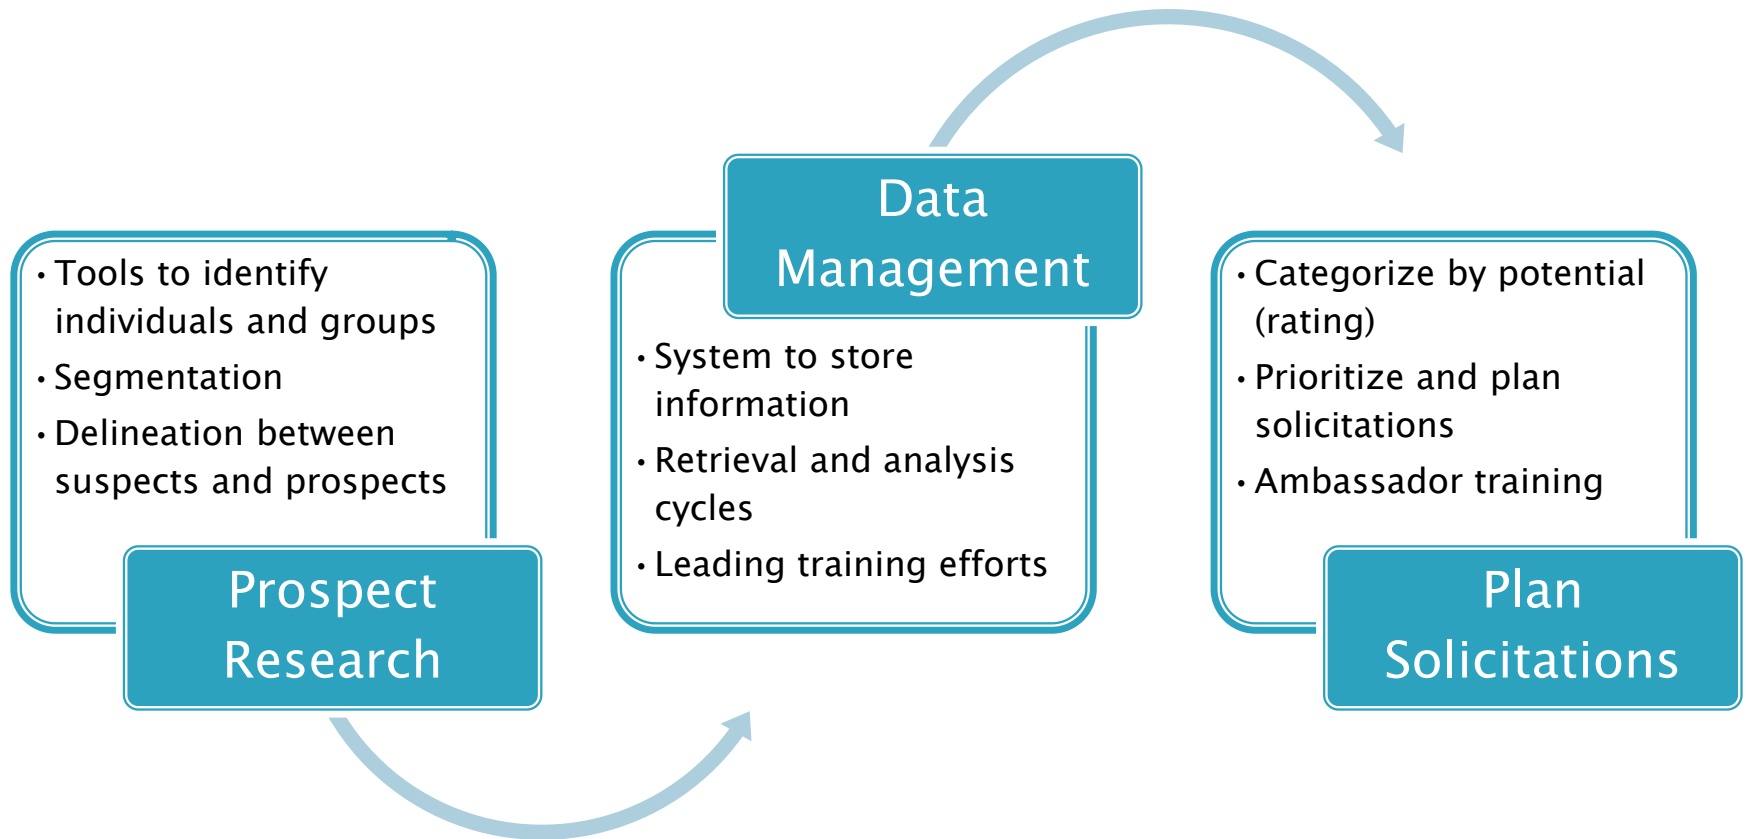 • Tools to identify
individuals and groups
• Segmentation
• Delineation between
suspects and prospects
Prospect
Research
Data
Management
• System to store
information
• Retrieval and analysis
cycles
• Leading training efforts
• Categorize by potential
(rating)
• Prioritize and plan
solicitations
• Ambassador training
Plan
Solicitations